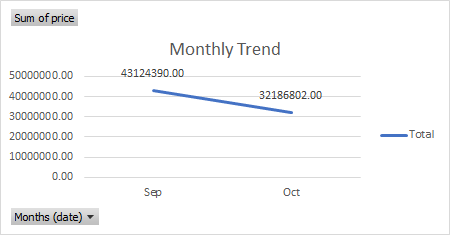 Sum of price
Monthly Trend
50000000.00
40000000.00
30000000.00
20000000.00
10000000.00
0.00
43124390.00
32186802.00
Sep
Oct
Total
Months (date)